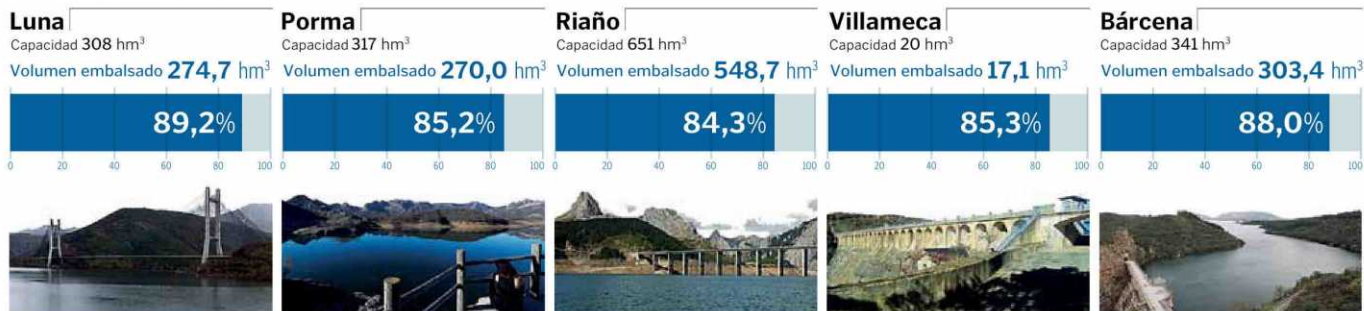 Luna
Capacidad 308 hm³
Volumen embalsado 274,7 hm³
89,2%
0 20 40 60 80 100
Porma
Capacidad 317 hm³
Volumen embalsado 270,0 hm³
85,2%
0 20 40 60 80 100
Riaño
Capacidad 651 hm³
Volumen embalsado 548,7 hm³
84,3%
0 20 40 60 80 100
Villameca
Capacidad 20 hm³
Volumen embalsado 17,1 hm³
85,3%
0 20 40 60 80 100
Bárcena
Capacidad 341 hm³
Volumen embalsado 303,4 hm³
88,0%
0 20 40 60 80 100